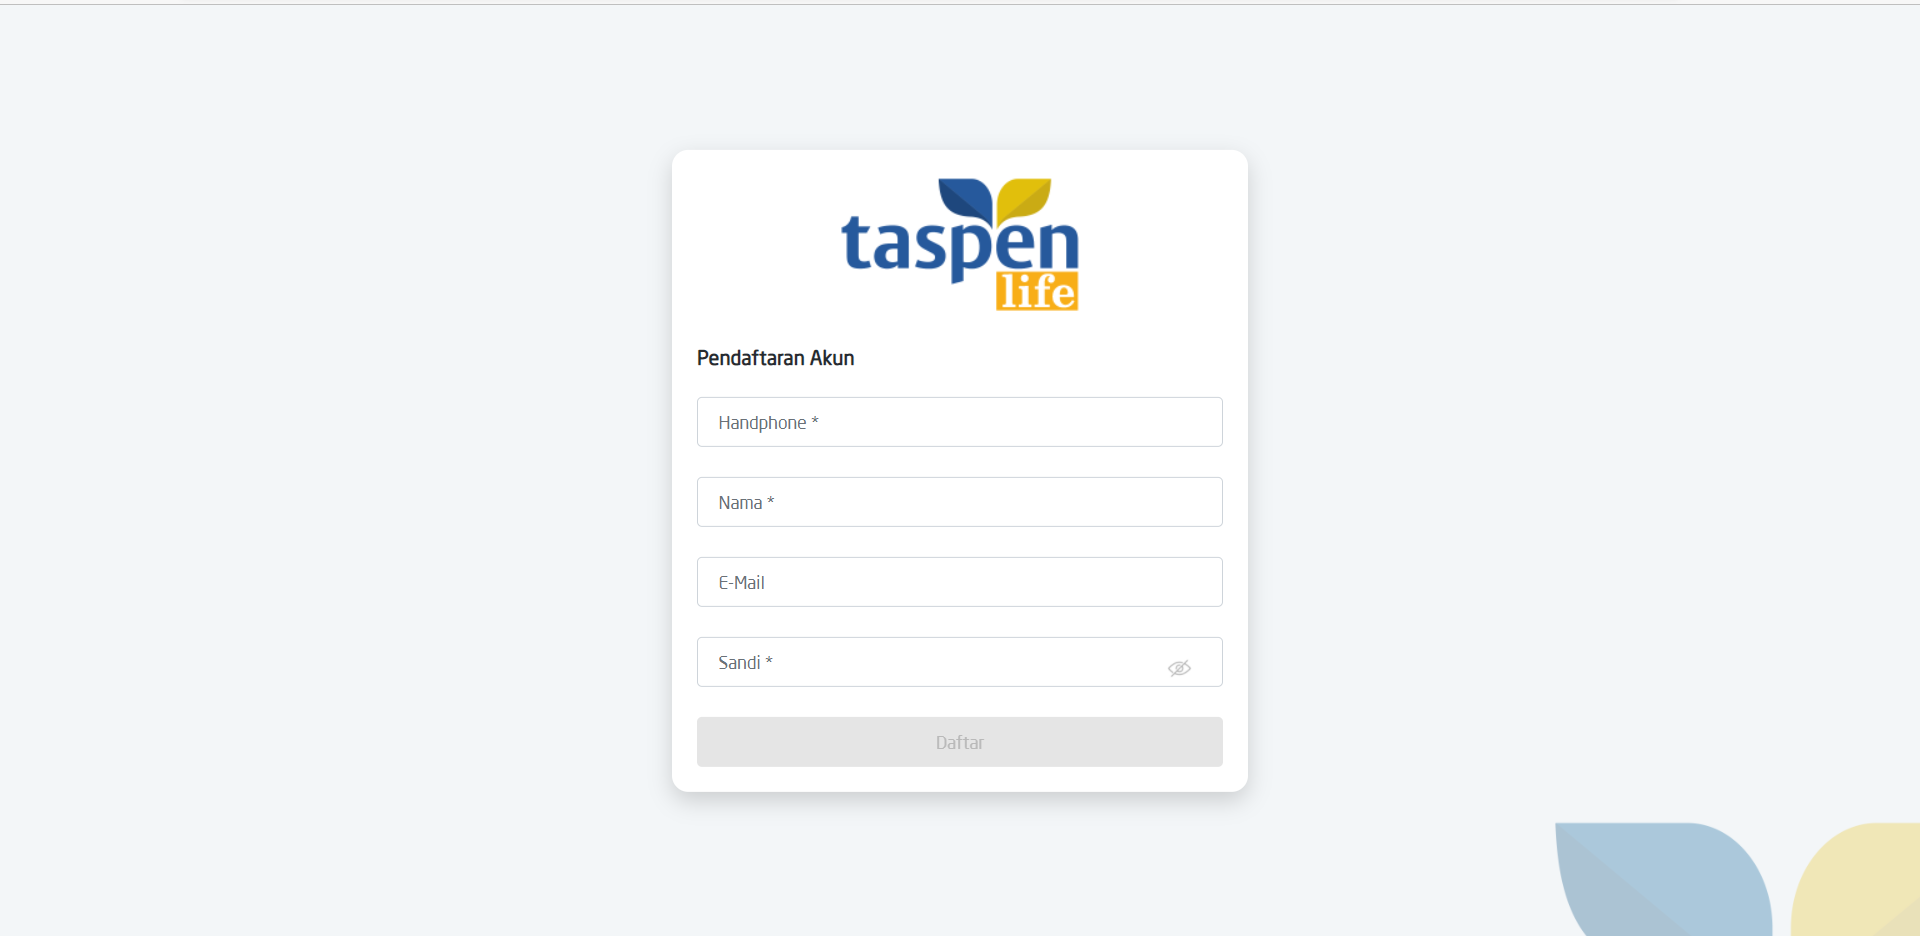 taspen
life
Pendaftaran Akun
Handphone *
Nama *
E-Mail
Sandi *
Daftar